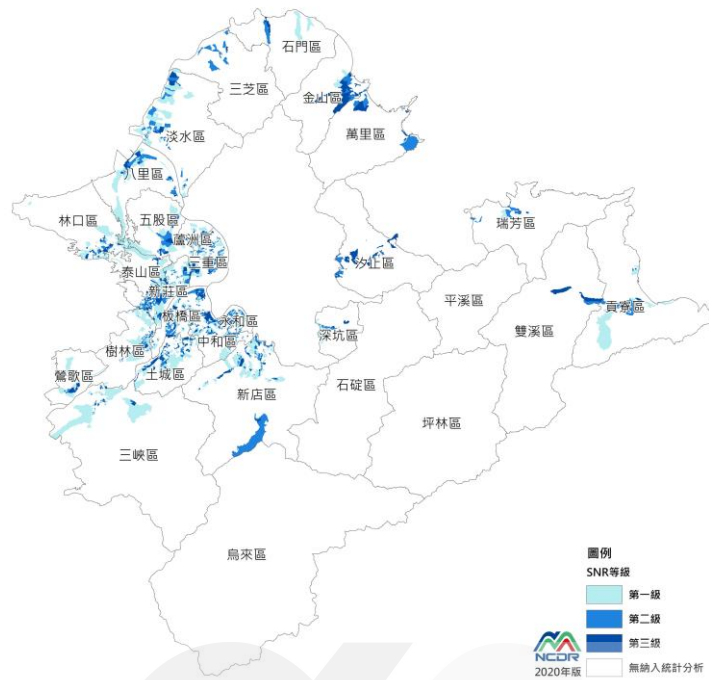 石門區
三芝區
金山區
萬里區
淡水區
八里區
林口區
五股區
蘆洲區
三重區
泰山區
新莊區
板橋區
永和區
中和區
樹林區
土城區
鶯歌區
三峽區
新店區
烏來區
汐止區
深坑區
石碇區
坪林區
平溪區
雙溪區
瑞芳區
貢寮區
圖例
SNR等級
第一級
第二級
第三級
無納入統計分析
NCDR
2020年版